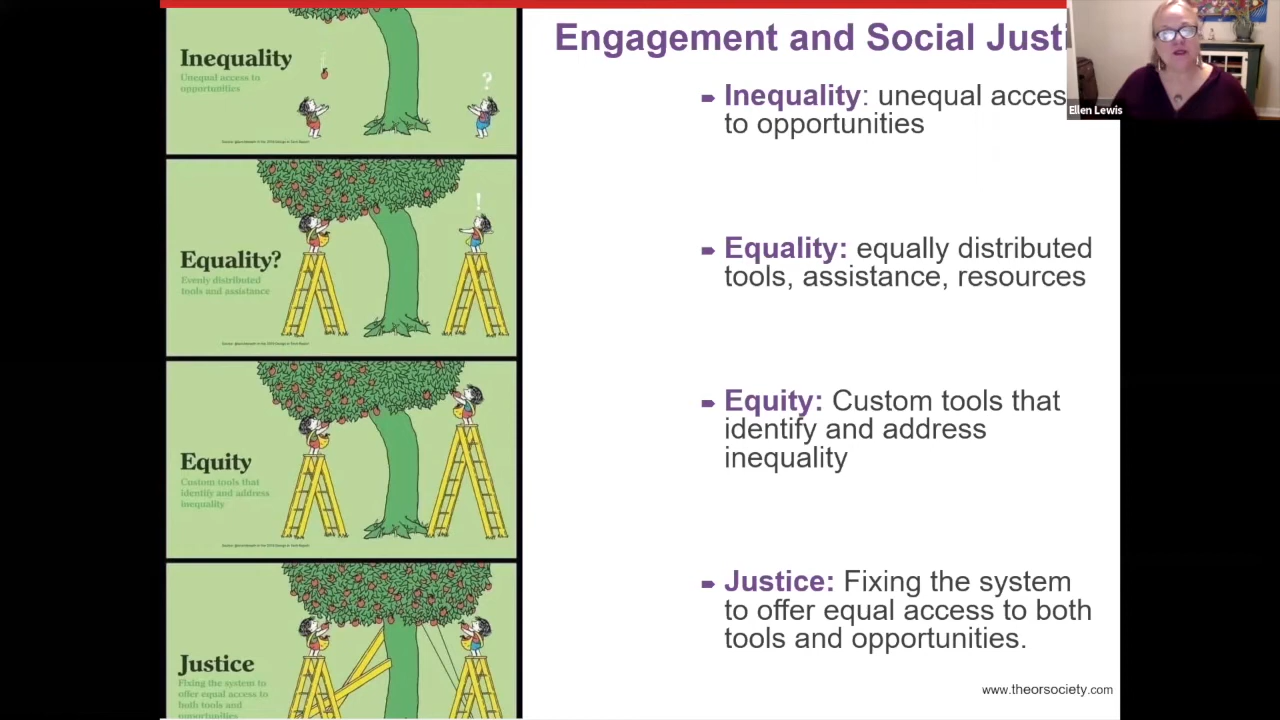 Engagement and Social Justi
Ellen Lewis
Inequality
Unequal access to
opportunities
Inequality: unequal acces
to opportunities
Equality?
Evenly distributed
tools and assistance
Equality: equally distributed
tools, assistance, resources
Equity
Custom tools that
identify and address
inequality
Equity: Custom tools that
identify and address
inequality
Justice
Fixing the system to
offer equal access to
both tools and
opportunities
Justice: Fixing the system
to offer equal access to both
tools and opportunities.
www.theorsociety.com